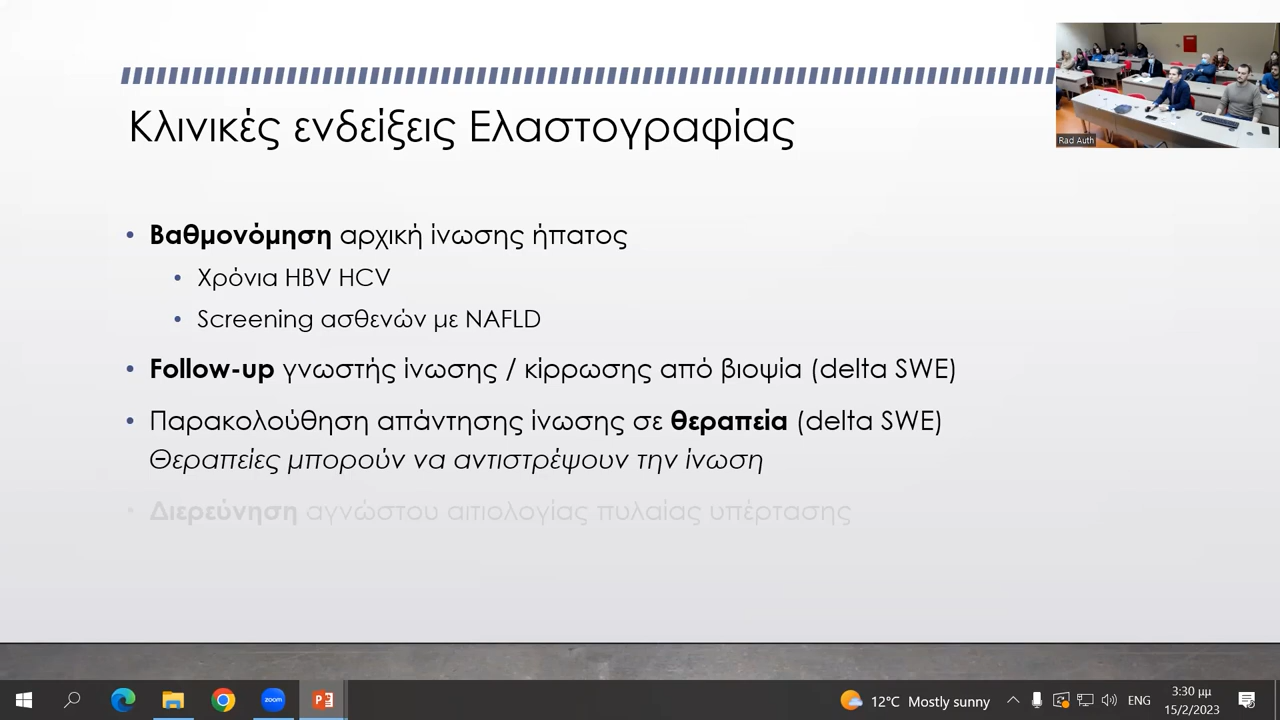 Κλινικές ενδείξεις Ελαστογραφίας
Rad Auth
• Βαθμονόμηση αρχική ίνωσης ήπατος
• Χρόνια HBV HCV
• Screening ασθενών με NAFLD
• Follow-up γνωστής ίνωσης / κίρρωσης από βιοψία (delta SWE)
• Παρακολούθηση απάντησης ίνωσης σε θεραπεία (delta SWE)
Θεραπείες μπορούν να αντιστρέψουν την ίνωση
• Διερεύνηση αγνώστου αιτιολογίας πυλαίας υπέρτασης
zoom
12°C Mostly sunny
ENG
3:30 μμ
15/2/2023